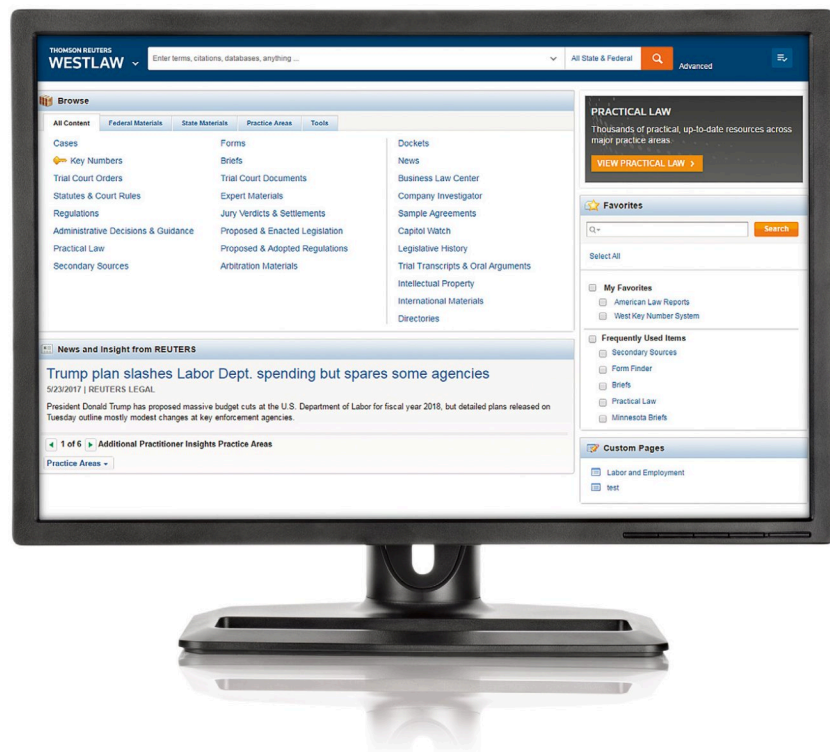 THOMSON REUTERS
WESTLAW
Enter terms, citations, databases, anything ...
All State & Federal
Advanced
Browse
All Content Federal Materials State Materials Practice Areas Tools
Cases
Key Numbers
Trial Court Orders
Statutes & Court Rules
Regulations
Administrative Decisions & Guidance
Practical Law
Secondary Sources
Forms
Briefs
Trial Court Documents
Expert Materials
Jury Verdicts & Settlements
Proposed & Enacted Legislation
Proposed & Adopted Regulations
Arbitration Materials
Dockets
News
Business Law Center
Company Investigator
Sample Agreements
Capitol Watch
Legislative History
Trial Transcripts & Oral Arguments
Intellectual Property
International Materials
Directories
News and Insight from REUTERS
Trump plan slashes Labor Dept. spending but spares some agencies
5/23/2017 | REUTERS LEGAL
President Donald Trump has proposed massive budget cuts at the U.S. Department of Labor for fiscal year 2018, but detailed plans released on
Tuesday outline mostly modest changes at key enforcement agencies.
1 of 6 Additional Practitioner Insights Practice Areas
Practice Areas
PRACTICAL LAW
Thousands of practical, up-to-date resources across
major practice areas
VIEW PRACTICAL LAW >
Favorites
Search
Select All
My Favorites
American Law Reports
West Key Number System
Frequently Used Items
Secondary Sources
Form Finder
Briefs
Practical Law
Minnesota Briefs
Custom Pages
Labor and Employment
test